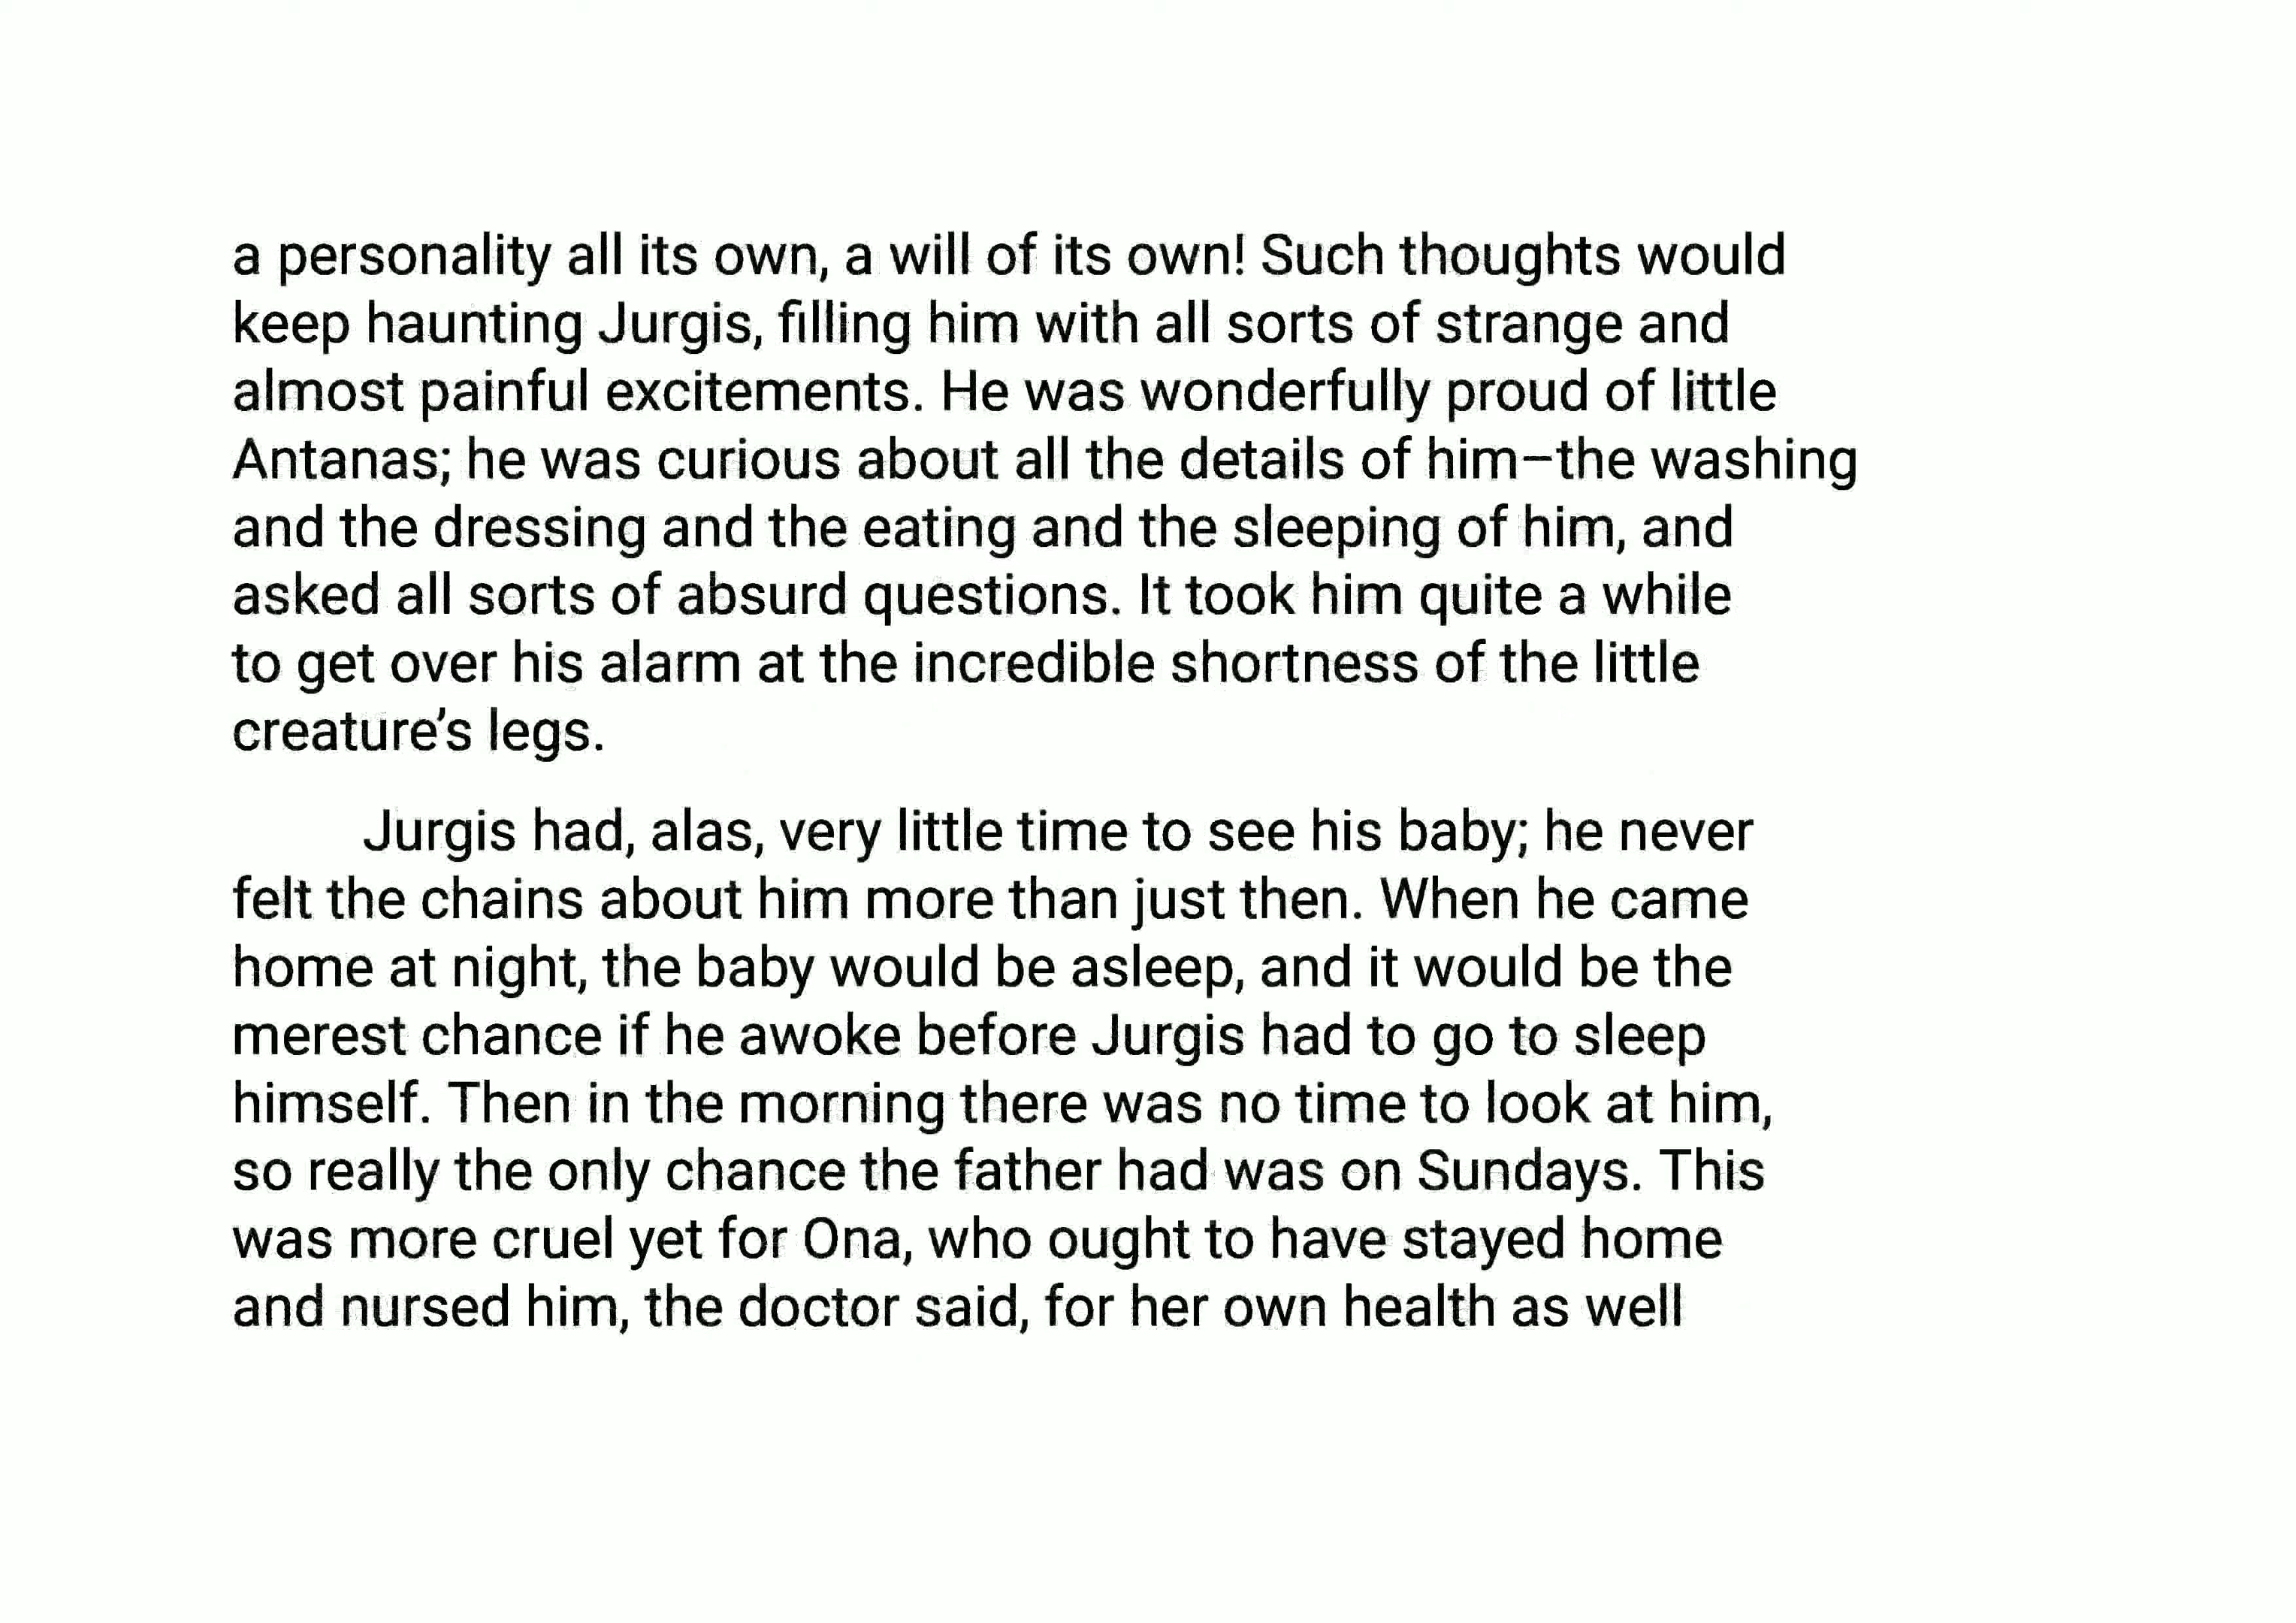 a personality all its own, a will of its own! Such thoughts would
keep haunting Jurgis, filling him with all sorts of strange and
almost painful excitements. He was wonderfully proud of little
Antanas; he was curious about all the details of him—the washing
and the dressing and the eating and the sleeping of him, and
asked all sorts of absurd questions. It took him quite a while
to get over his alarm at the incredible shortness of the little
creature’s legs.
Jurgis had, alas, very little time to see his baby; he never
felt the chains about him more than just then. When he came
home at night, the baby would be asleep, and it would be the
merest chance if he awoke before Jurgis had to go to sleep
himself. Then in the morning there was no time to look at him,
so really the only chance the father had was on Sundays. This
was more cruel yet for Ona, who ought to have stayed home
and nursed him, the doctor said, for her own health as well